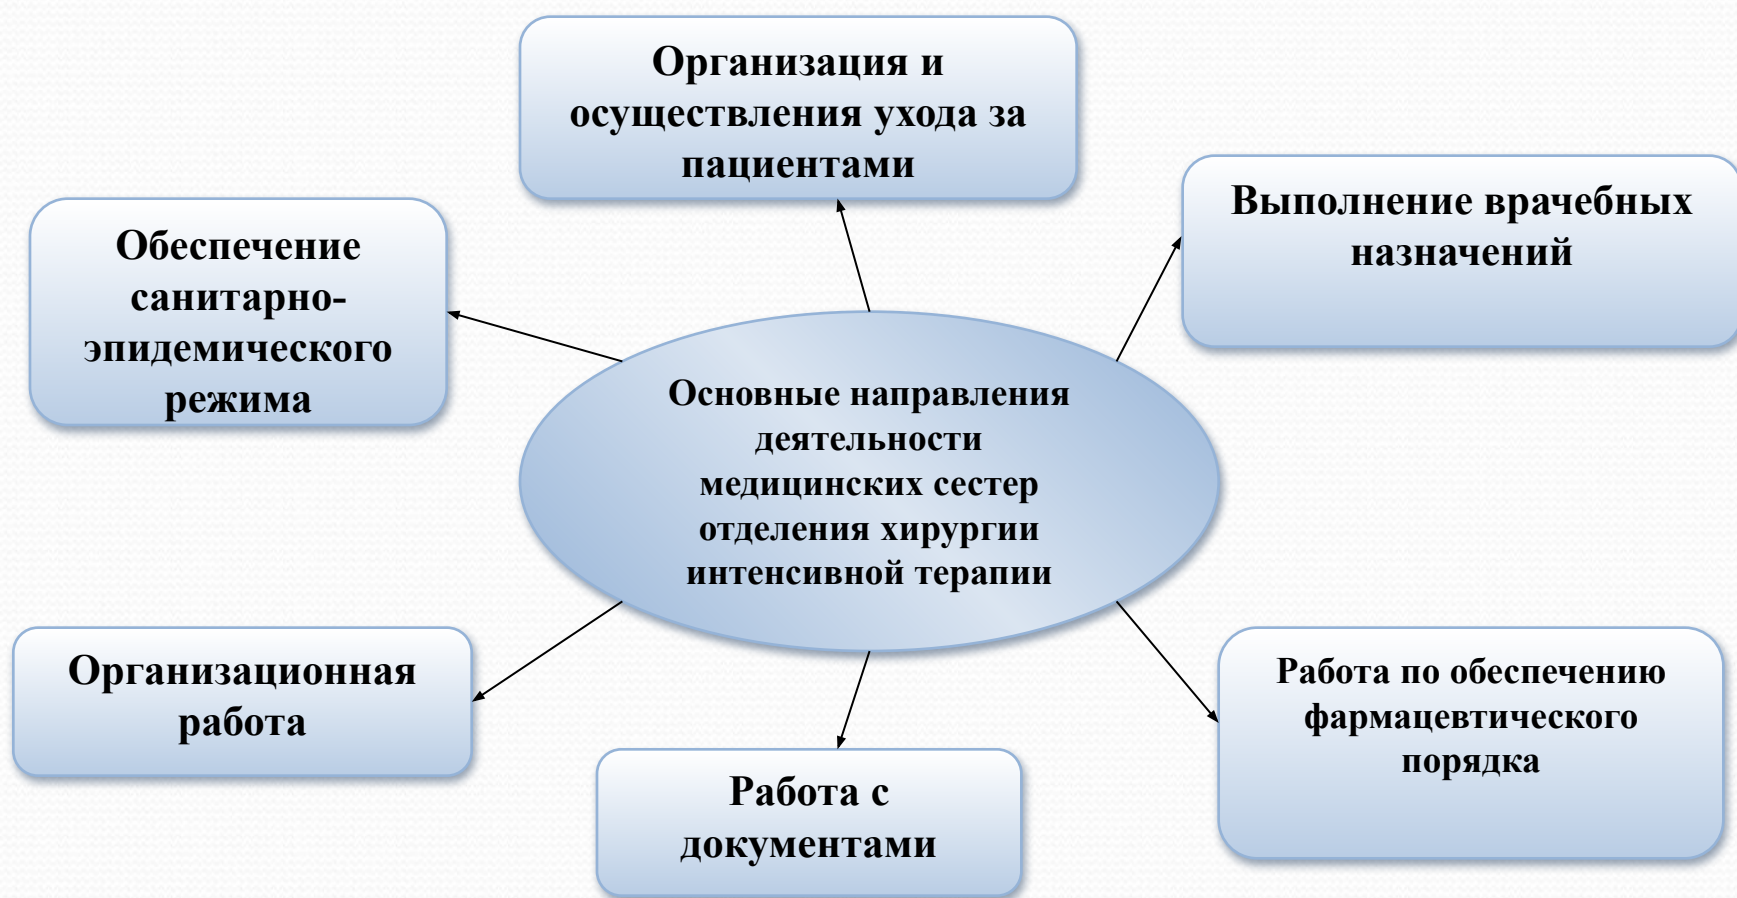 Организация и
осуществления ухода за
пациентами
Выполнение врачебных
назначений
Обеспечение
санитарно-
эпидемического
режима
Основные направления
деятельности
медицинских сестер
отделения хирургии
интенсивной терапии
Организационная
работа
Работа по обеспечению
фармацевтического
порядка
Работа с
документами